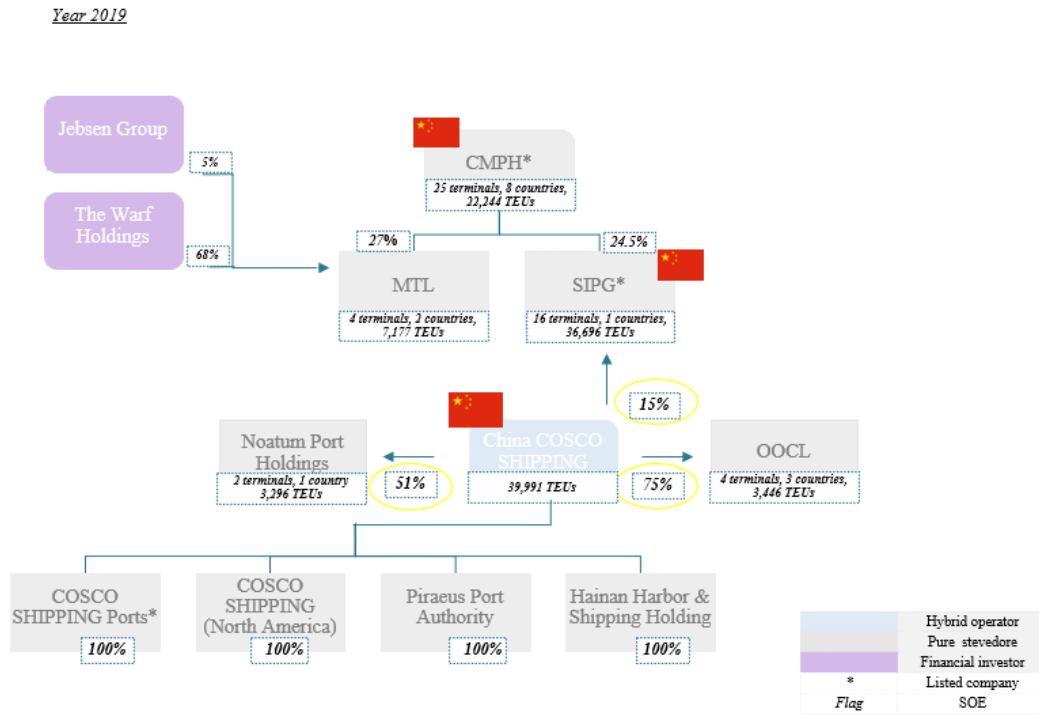 Year 2019
Jebsen Group
5%
The Warf
Holdings
68%
CMPH*
25 terminals, 8 countries,
22,244 TEUs
27%
24.5%
MTL
4 terminals, 2 countries,
7,177 TEUs
SIPG*
16 terminals, 1 countries,
36,696 TEUs
15%
Noatum Port
Holdings
2 terminals, 1 country
3,296 TEUs
51%
China COSCO
SHIPPING
39,991 TEUs
75%
OOCL
4 terminals, 3 countries,
3,446 TEUs
COSCO
SHIPPING Ports*
100%
COSCO
SHIPPING
(North America)
100%
Piraeus Port
Authority
100%
Hainan Harbor &
Shipping Holding
100%
Hybrid operator
Pure stevedore
Financial investor
* Listed company
Flag SOE